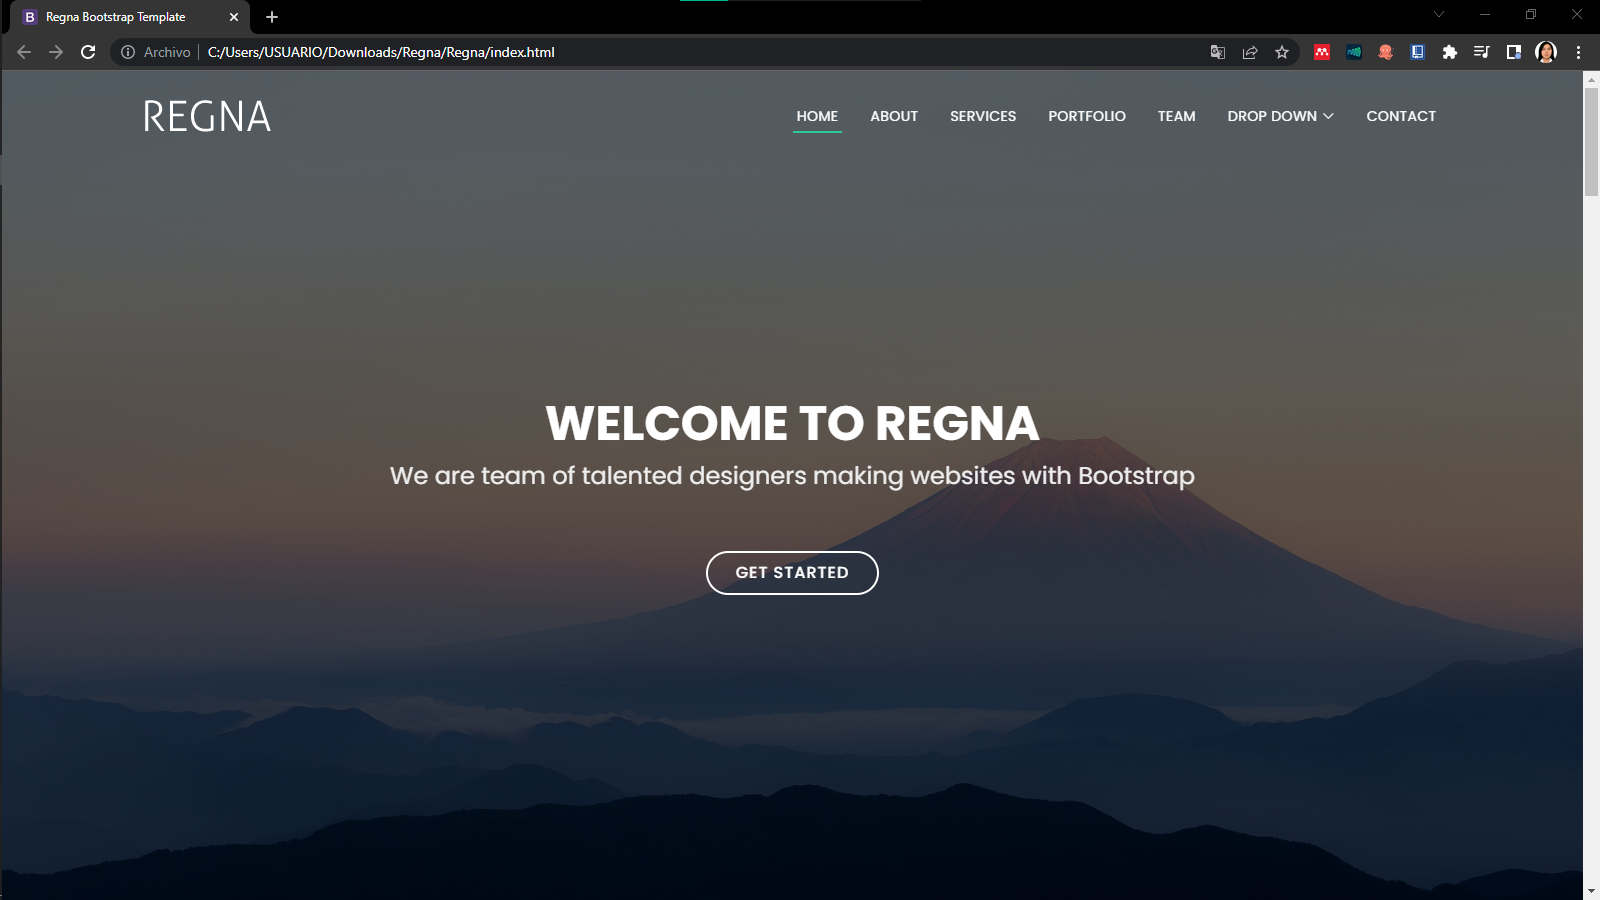 Regna Bootstrap Template
Archivo C:/Users/USUARIO/Downloads/Regna/Regna/index.html
REGNA
HOME ABOUT SERVICES PORTFOLIO TEAM DROP DOWN CONTACT
WELCOME TO REGNA
We are team of talented designers making websites with Bootstrap
GET STARTED